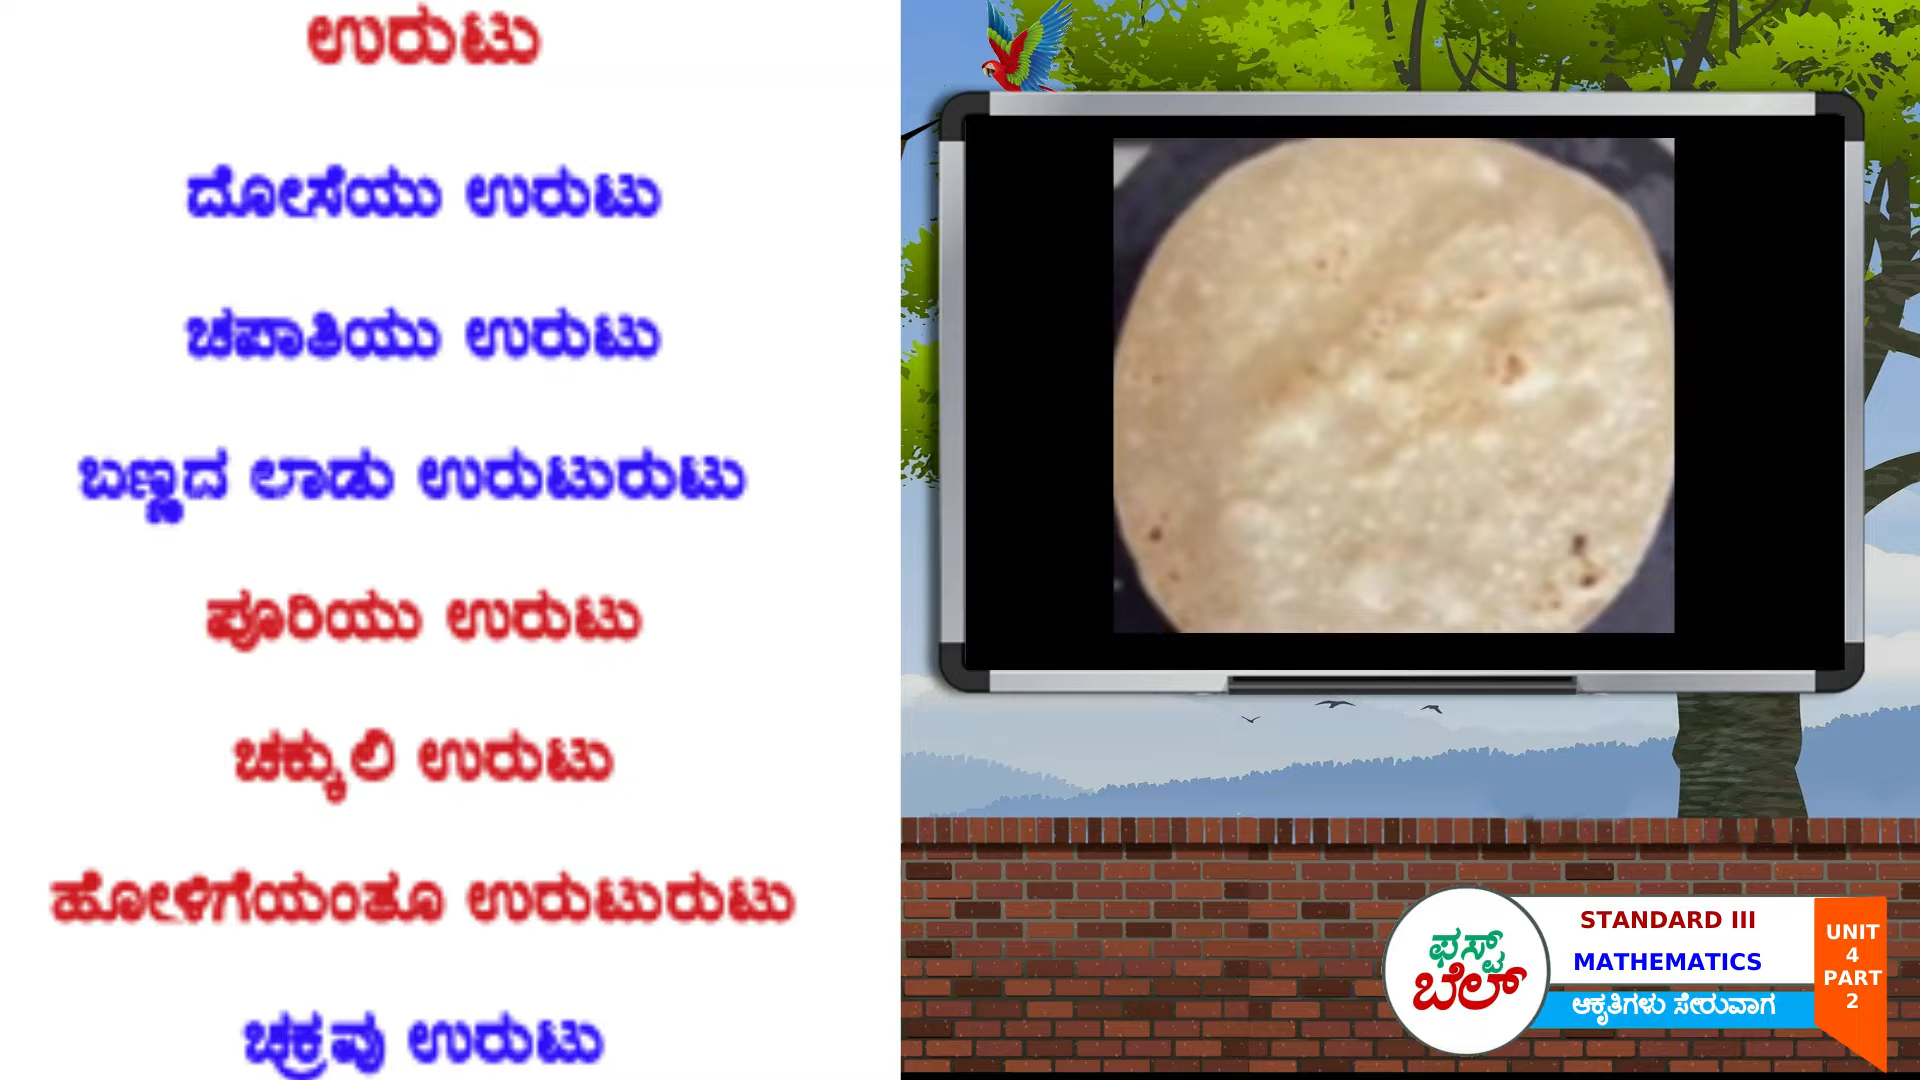 ಉರುಟು
ದೋಸೆಯು ಉರುಟು
ಚಪಾತಿಯು ಉರುಟು
ಬಣ್ಣದ ಲಾಡು ಉರುಟುರುಟು
ಪೂರಿಯು ಉರುಟು
ಚಕ್ಕುಲಿ ಉರುಟು
ಹೋಳಿಗೆಯಂತೂ ಉರುಟುರುಟು
ಚಕ್ರವು ಉರುಟು
ಫಸ್ಟ್
ಬೆಲ್
STANDARD III
MATHEMATICS
ಆಕೃತಿಗಳು ಸೇರುವಾಗ
UNIT
4
PART
2